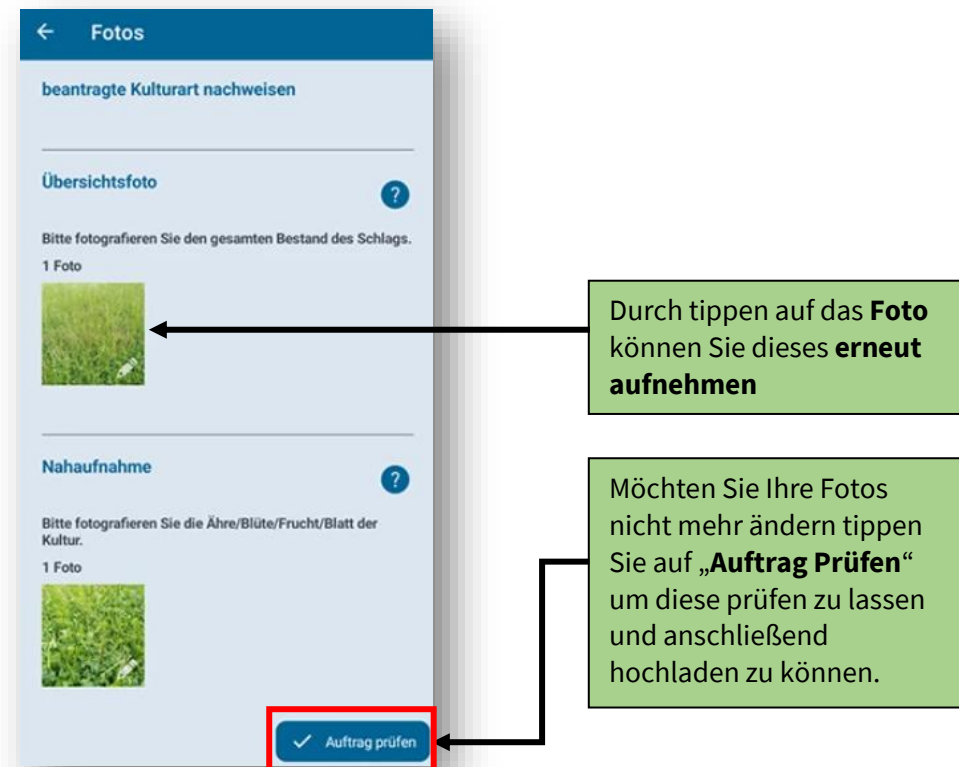 Fotos
beantragte Kulturart nachweisen
Übersichtsfoto
?
Bitte fotografieren Sie den gesamten Bestand des Schlags.
1 Foto
Nahaufnahme
?
Bitte fotografieren Sie die Ähre/Blüte/Frucht/Blatt der
Kultur.
1 Foto
Auftrag prüfen
Durch tippen auf das Foto
können Sie dieses erneut
aufnehmen
Möchten Sie Ihre Fotos
nicht mehr ändern tippen
Sie auf „Auftrag Prüfen“
um diese prüfen zu lassen
und anschließend
hochladen zu können.